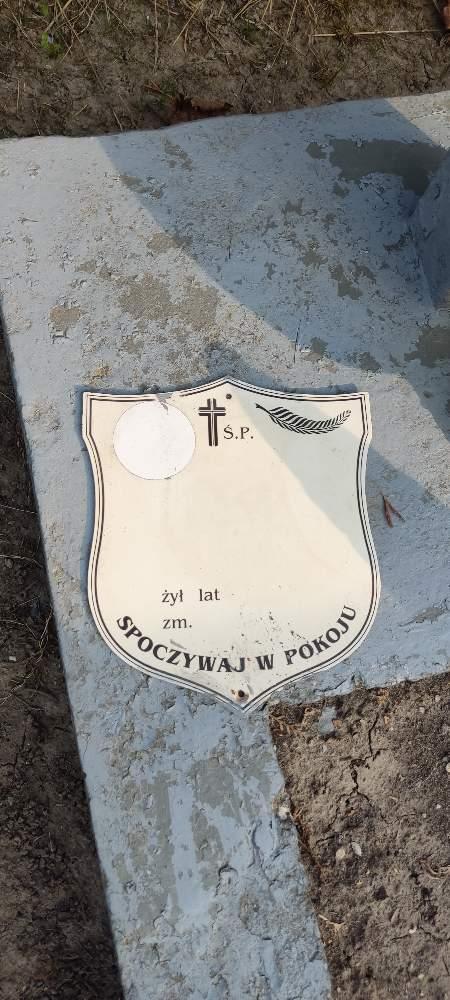 Ś.P.
żył lat
zm.
SPOCZYWAJ W POKOJU